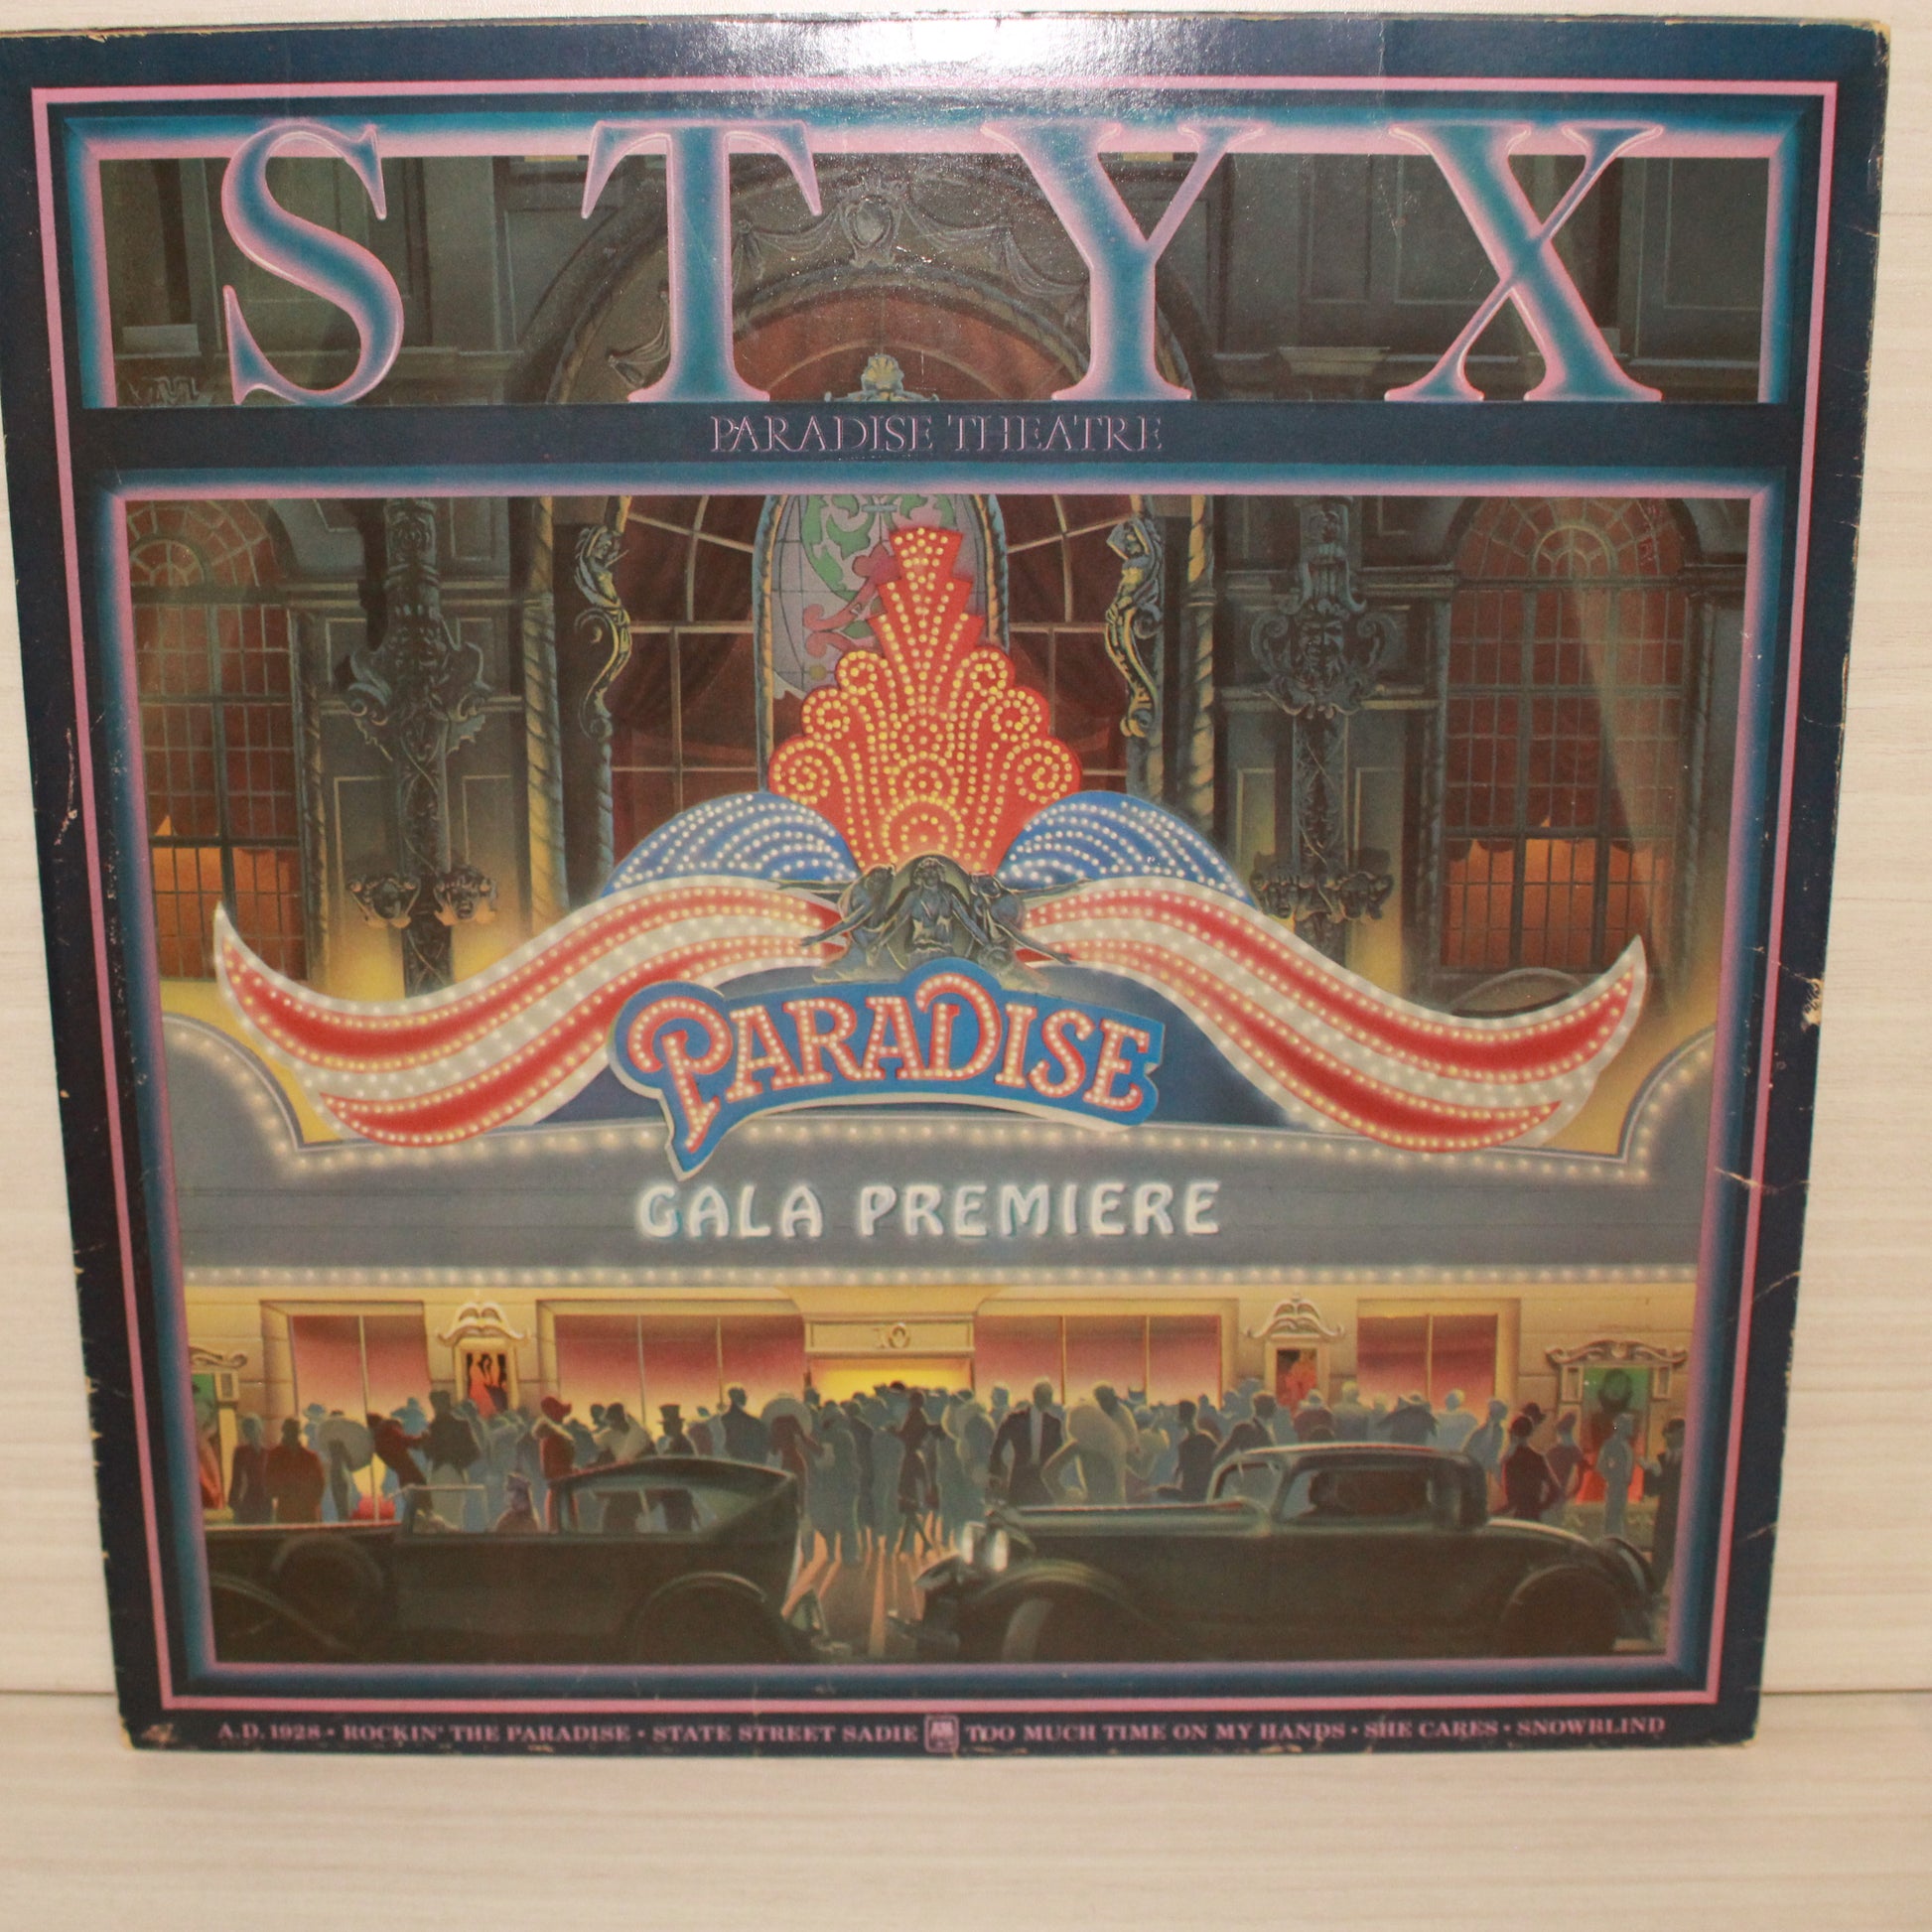 STYX
PARADISE THEATRE
PARADISE
GALA PREMIERE
10
A.D. 1928 • ROCKIN' THE PARADISE • STATE STREET SADIE A&M TOO MUCH TIME ON MY HANDS • SHE CARES • SNOWBLIND